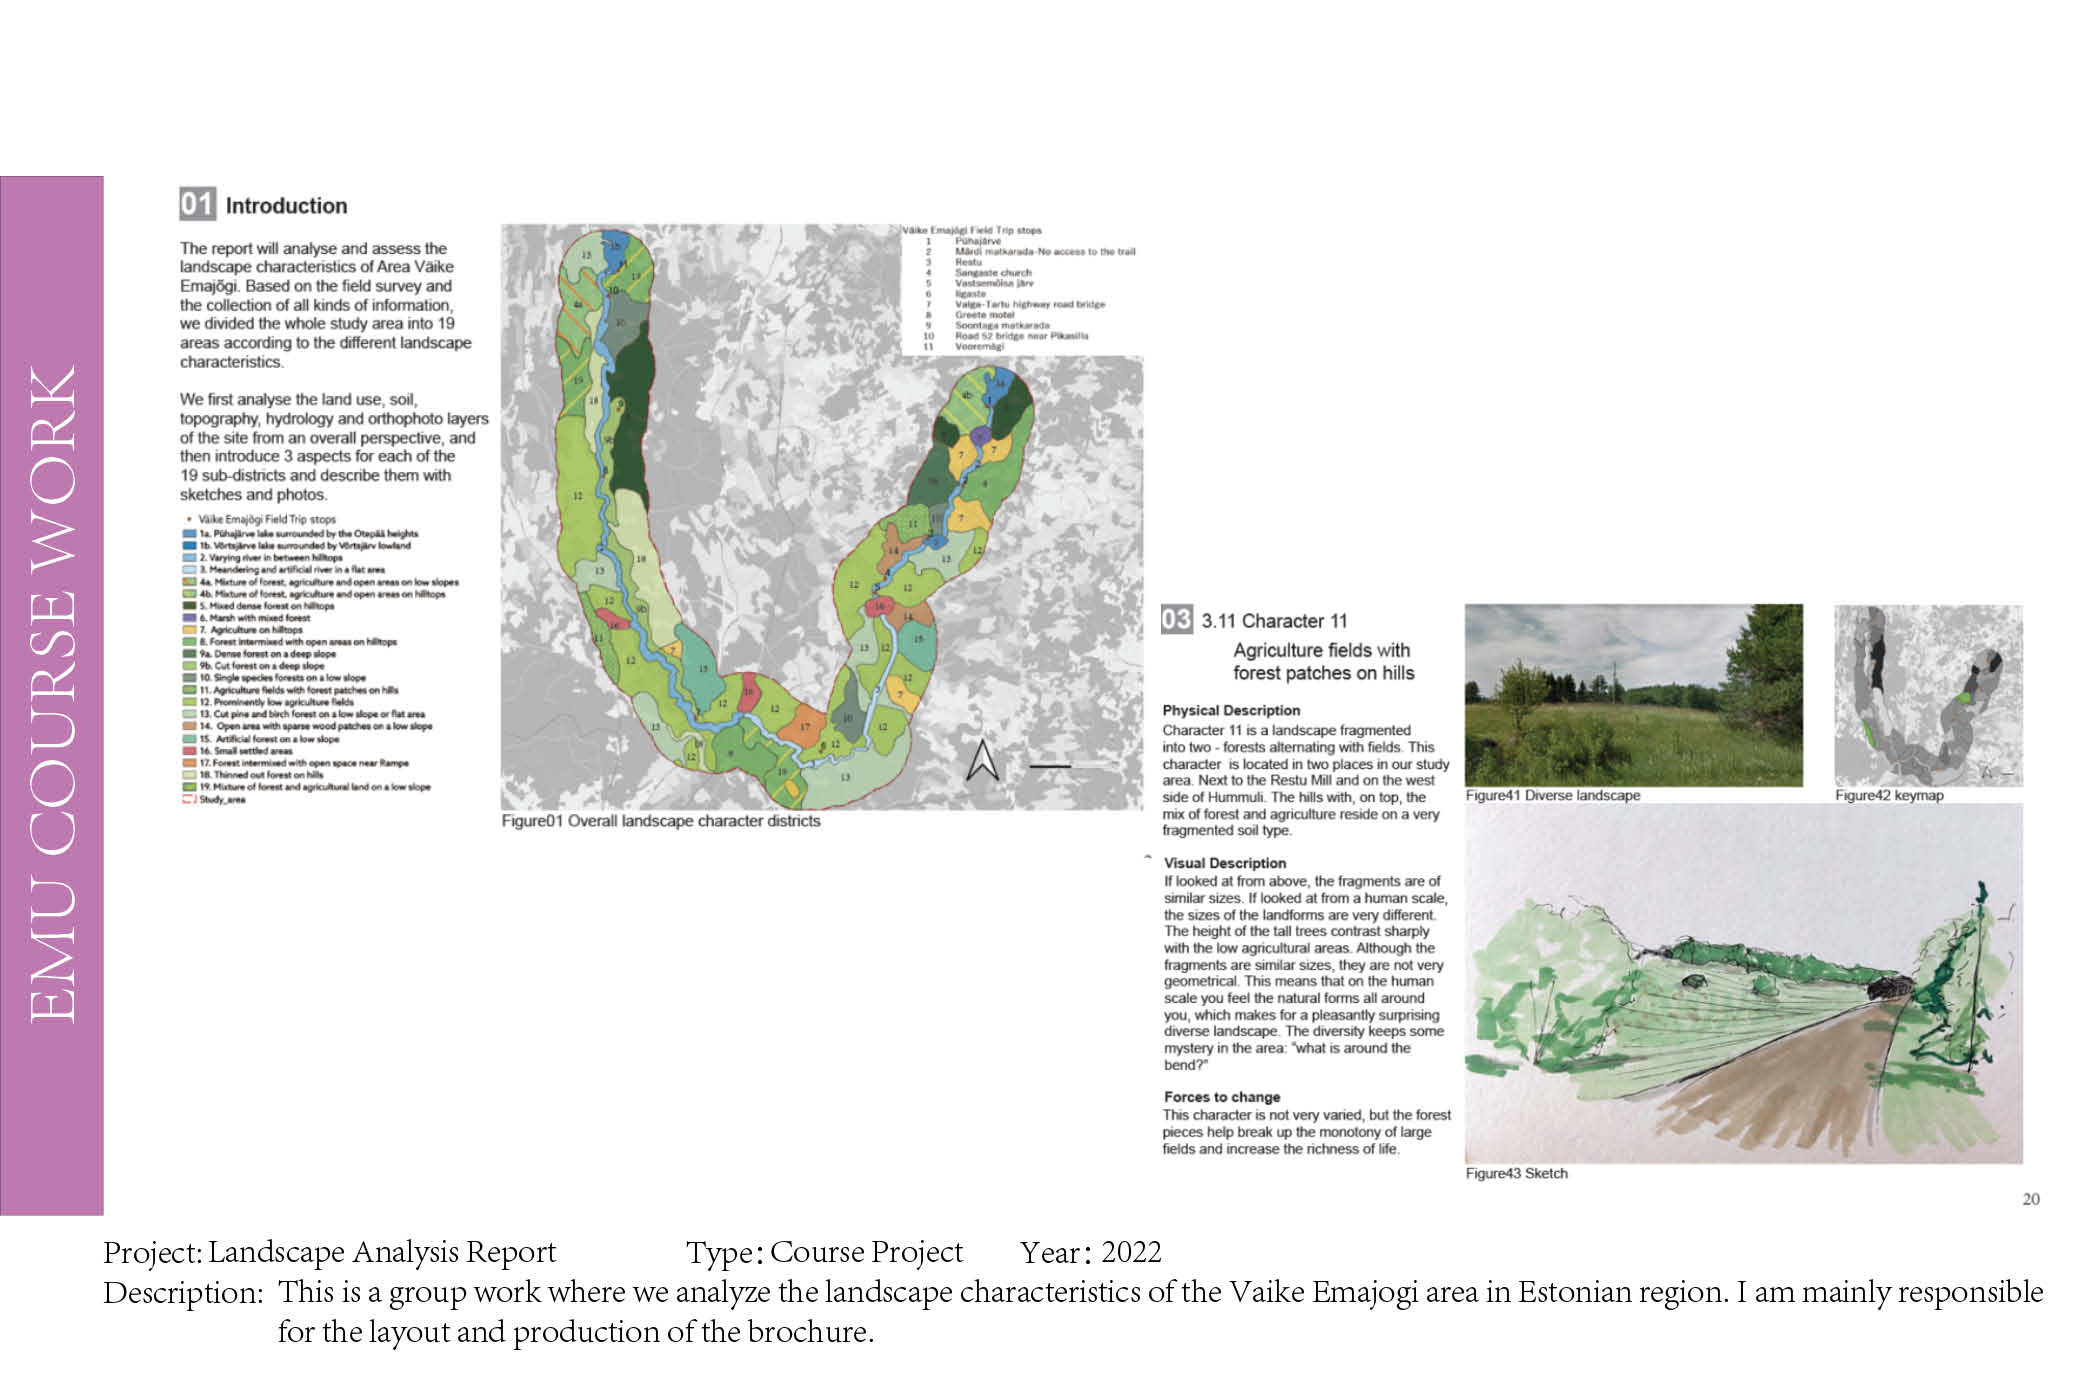 EMU COURSE WORK
01 Introduction
The report will analyse and assess the
landscape characteristics of Area Väike
Emajõgi. Based on the field survey and
the collection of all kinds of information,
we divided the whole study area into 19
areas according to the different landscape
characteristics.
We first analyse the land use, soil,
topography, hydrology and orthophoto layers
of the site from an overall perspective, and
then introduce 3 aspects for each of the
19 sub-districts and describe them with
sketches and photos.
Väike Emajõgi Field Trip stops
1a. Pühajärve lake surrounded by the Otepää heights
1b. Võrtsjärve lake surrounded by Võrtsjärv lowland
2. Varying river in between hilltops
3. Meandering and artificial river in a flat area
4a. Mixture of forest, agriculture and open areas on low slopes
4b. Mixture of forest, agriculture and open areas on hilltops
5. Mixed dense forest on hilltops
6. Marsh with mixed forest
7. Agriculture on hilltops
8. Forest intermixed with open areas on hilltops
9a. Dense forest on a deep slope
9b. Cut forest on a deep slope
10. Single species forests on a low slope
11. Agriculture fields with forest patches on hills
12. Prominently low agriculture fields
13. Cut pine and birch forest on a low slope or flat area
14. Open area with sparse wood patches on a low slope
15. Artificial forest on a low slope
16. Small settled areas
17. Forest intermixed with open space near Rampe
18. Thinned out forest on hills
19. Mixture of forest and agricultural land on a low slope
Study_area
Väike Emajõgi Field Trip stops
1 Pühajärve
2 Märdi matkarada-No access to the trail
3 Restu
4 Sangaste church
5 Vastsemõisa järv
6 Iigaste
7 Valga-Tartu highway road bridge
8 Greete motel
9 Soontaga matkarada
10 Road 52 bridge near Pikasilla
11 Vooremägi
Figure01 Overall landscape character districts
03 3.11 Character 11
Agriculture fields with
forest patches on hills
Physical Description
Character 11 is a landscape fragmented
into two - forests alternating with fields. This
character is located in two places in our study
area. Next to the Restu Mill and on the west
side of Hummuli. The hills with, on top, the
mix of forest and agriculture reside on a very
fragmented soil type.
Visual Description
If looked at from above, the fragments are of
similar sizes. If looked at from a human scale,
the sizes of the landforms are very different.
The height of the tall trees contrast sharply
with the low agricultural areas. Although the
fragments are similar sizes, they are not very
geometrical. This means that on the human
scale you feel the natural forms all around
you, which makes for a pleasantly surprising
diverse landscape. The diversity keeps some
mystery in the area: "what is around the
bend?"
Forces to change
This character is not very varied, but the forest
pieces help break up the monotony of large
fields and increase the richness of life.
Figure41 Diverse landscape
Figure42 keymap
Figure43 Sketch
20
Project: Landscape Analysis Report Type: Course Project Year: 2022
Description: This is a group work where we analyze the landscape characteristics of the Vaike Emajogi area in Estonian region. I am mainly responsible
for the layout and production of the brochure.